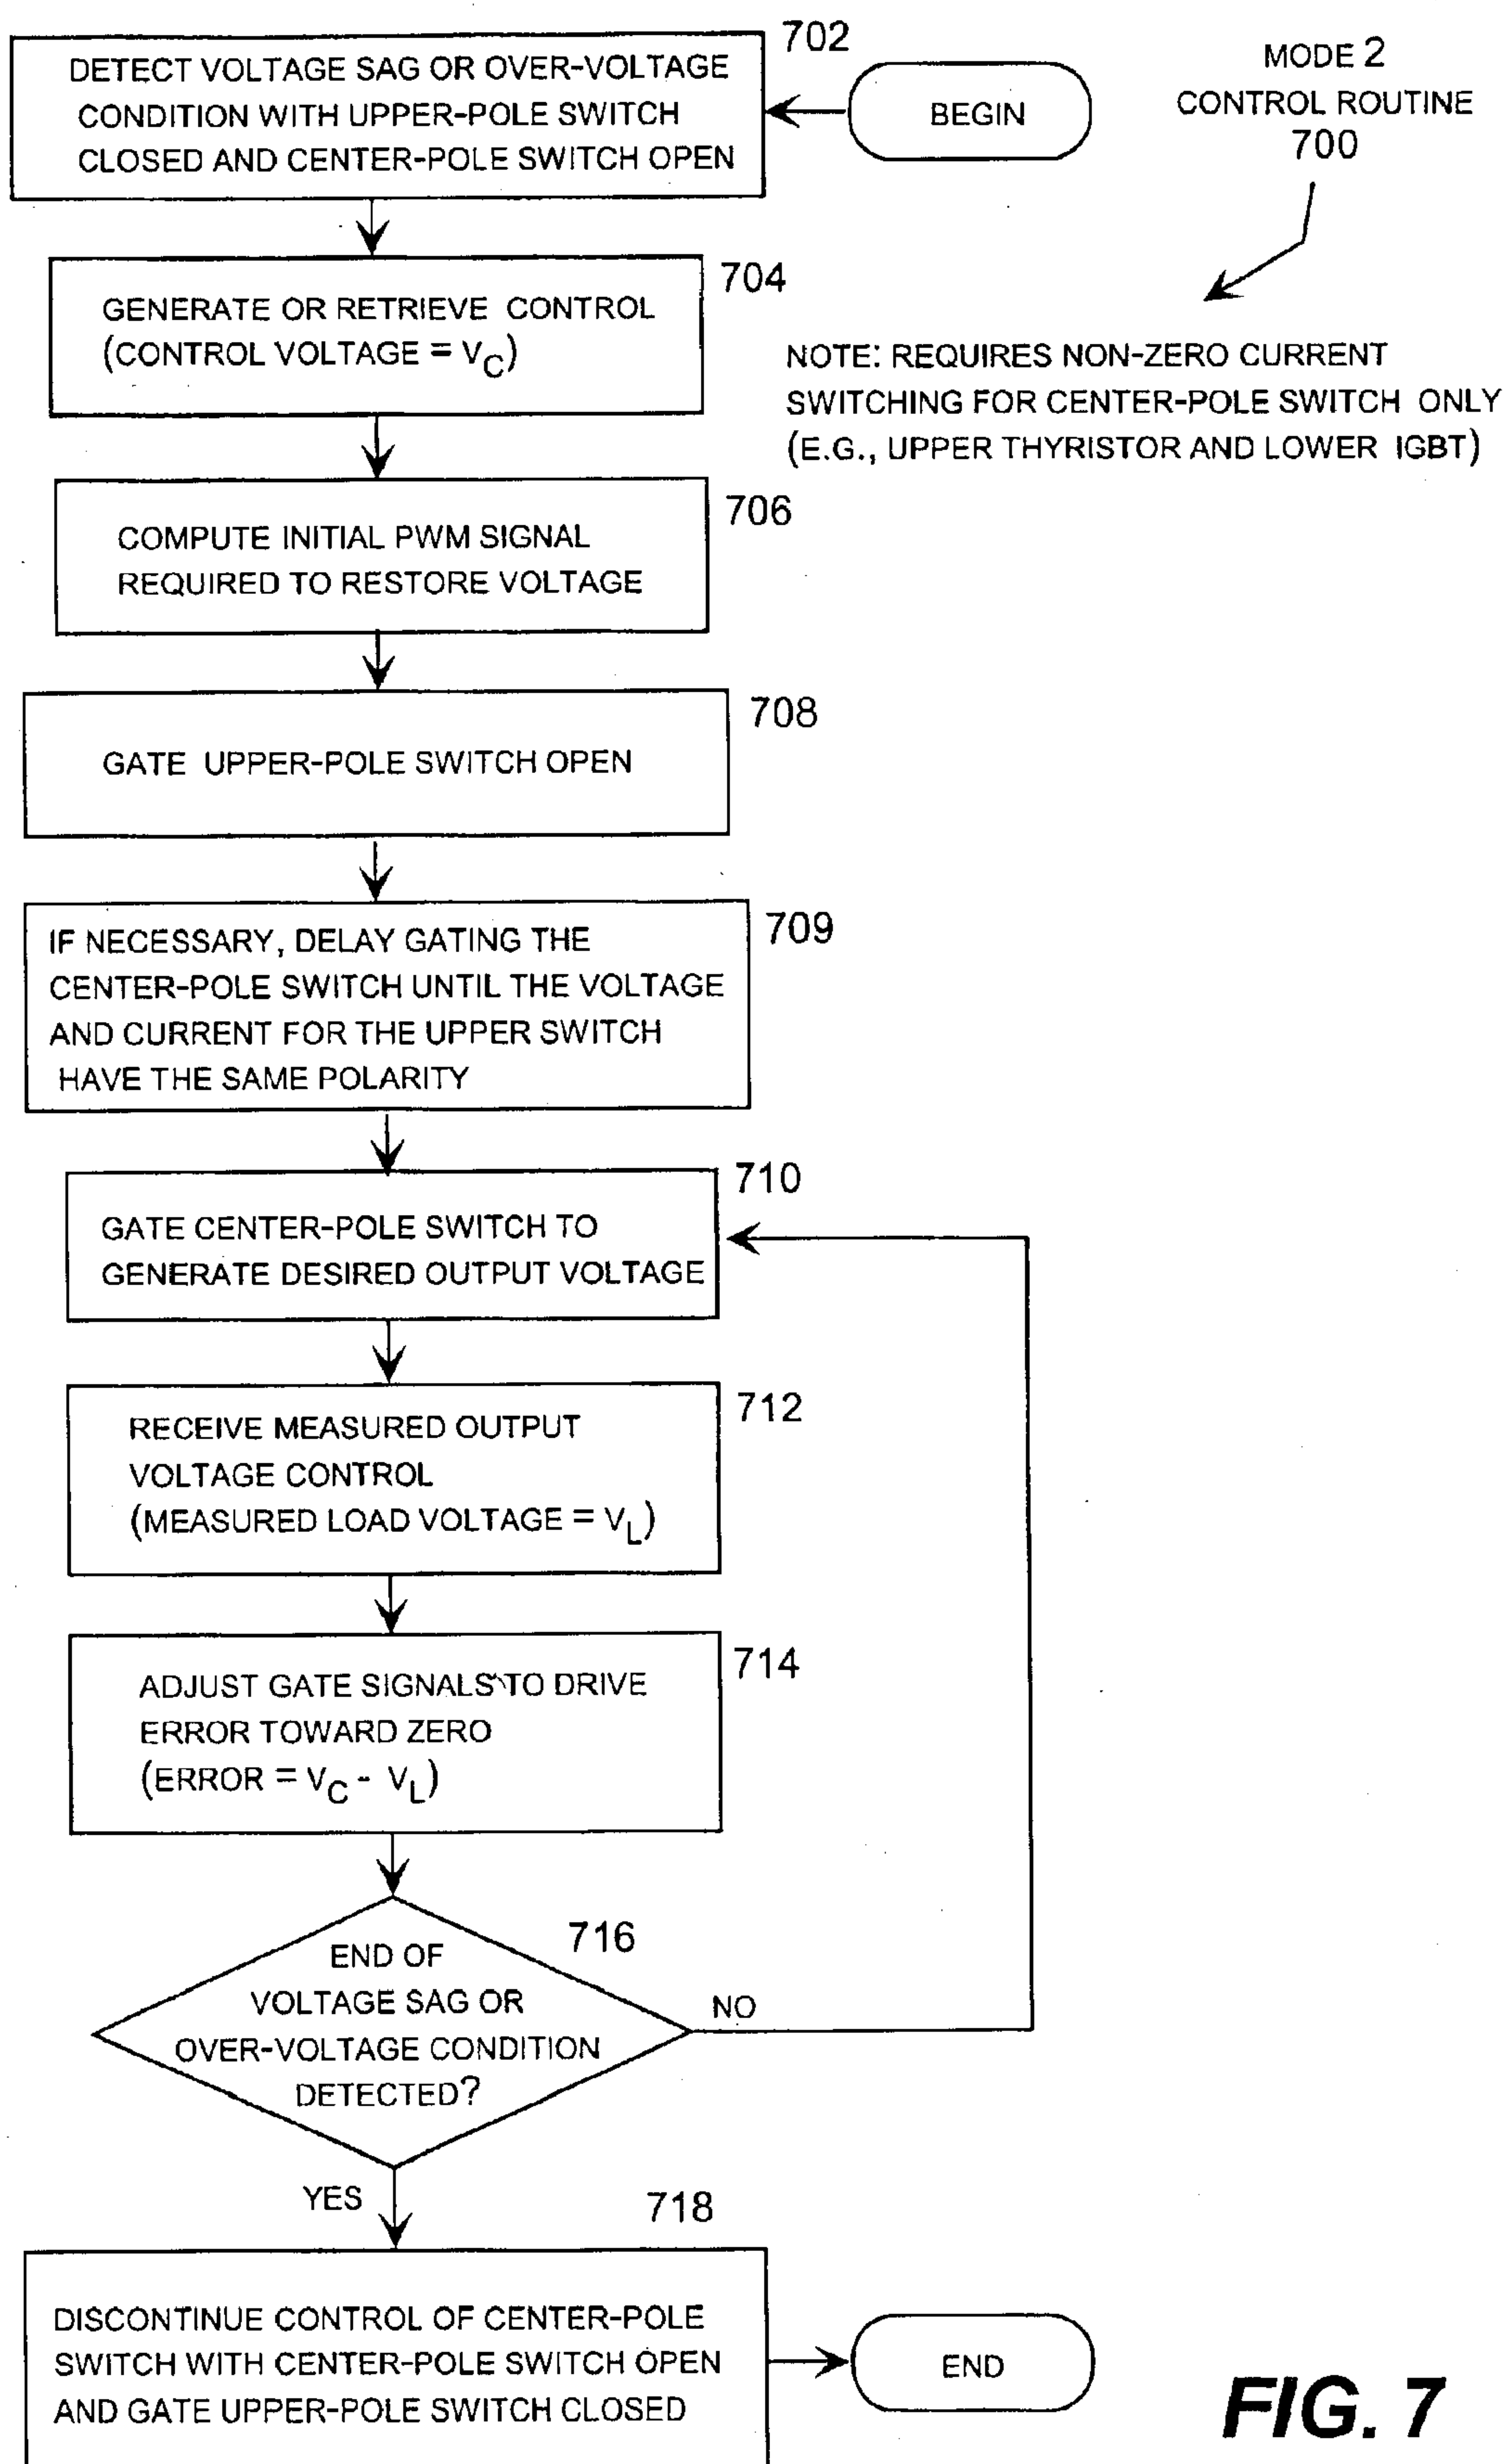 702
DETECT VOLTAGE SAG OR OVER-VOLTAGE
CONDITION WITH UPPER-POLE SWITCH
CLOSED AND CENTER-POLE SWITCH OPEN
BEGIN
MODE 2
CONTROL ROUTINE
700
704
GENERATE OR RETRIEVE CONTROL
(CONTROL VOLTAGE = VC)
NOTE: REQUIRES NON-ZERO CURRENT
SWITCHING FOR CENTER-POLE SWITCH ONLY
(E.G., UPPER THYRISTOR AND LOWER IGBT)
706
COMPUTE INITIAL PWM SIGNAL
REQUIRED TO RESTORE VOLTAGE
708
GATE UPPER-POLE SWITCH OPEN
709
IF NECESSARY, DELAY GATING THE
CENTER-POLE SWITCH UNTIL THE VOLTAGE
AND CURRENT FOR THE UPPER SWITCH
HAVE THE SAME POLARITY
710
GATE CENTER-POLE SWITCH TO
GENERATE DESIRED OUTPUT VOLTAGE
712
RECEIVE MEASURED OUTPUT
VOLTAGE CONTROL
(MEASURED LOAD VOLTAGE = VL)
714
ADJUST GATE SIGNALS TO DRIVE
ERROR TOWARD ZERO
(ERROR = VC - VL)
716
END OF
VOLTAGE SAG OR
OVER-VOLTAGE CONDITION
DETECTED?
NO
YES
718
DISCONTINUE CONTROL OF CENTER-POLE
SWITCH WITH CENTER-POLE SWITCH OPEN
AND GATE UPPER-POLE SWITCH CLOSED
END
FIG. 7